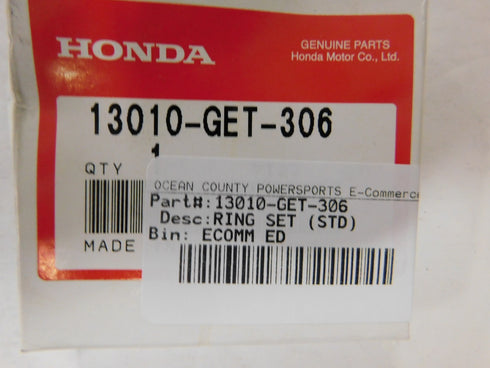 HONDA
GENUINE PARTS
Honda Motor Co., Ltd.
13010-GET-306
1
QTY
OCEAN COUNTY POWERSPORTS E-Commerce
Part#:13010-GET-306
Desc:RING SET (STD)
Bin: ECOMM ED
MADE